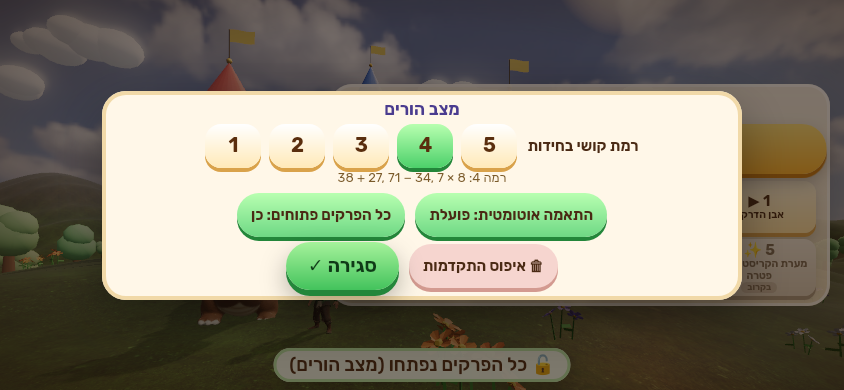 מצב הורים
רמת קושי בחידות 5 4 3 2 1
רמה 4: 8 × 7, 34 − 71, 27 + 38
התאמה אוטומטית: פועלת
כל הפרקים פתוחים: כן
🗑 איפוס התקדמות
סגירה ✓
1 ▶
אבן הדרק
5 ✨
מערת הקריסט
פטרה
בקרוב
🔓 כל הפרקים נפתחו (מצב הורים)